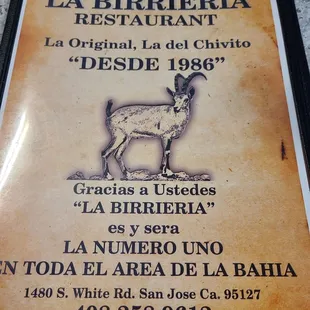 LA BIRRIERIA
RESTAURANT
La Original, La del Chivito
"DESDE 1986"
Gracias a Ustedes
"LA BIRRIERIA"
es y sera
LA NUMERO UNO
EN TODA EL AREA DE LA BAHIA
1480 S. White Rd. San Jose Ca. 95127